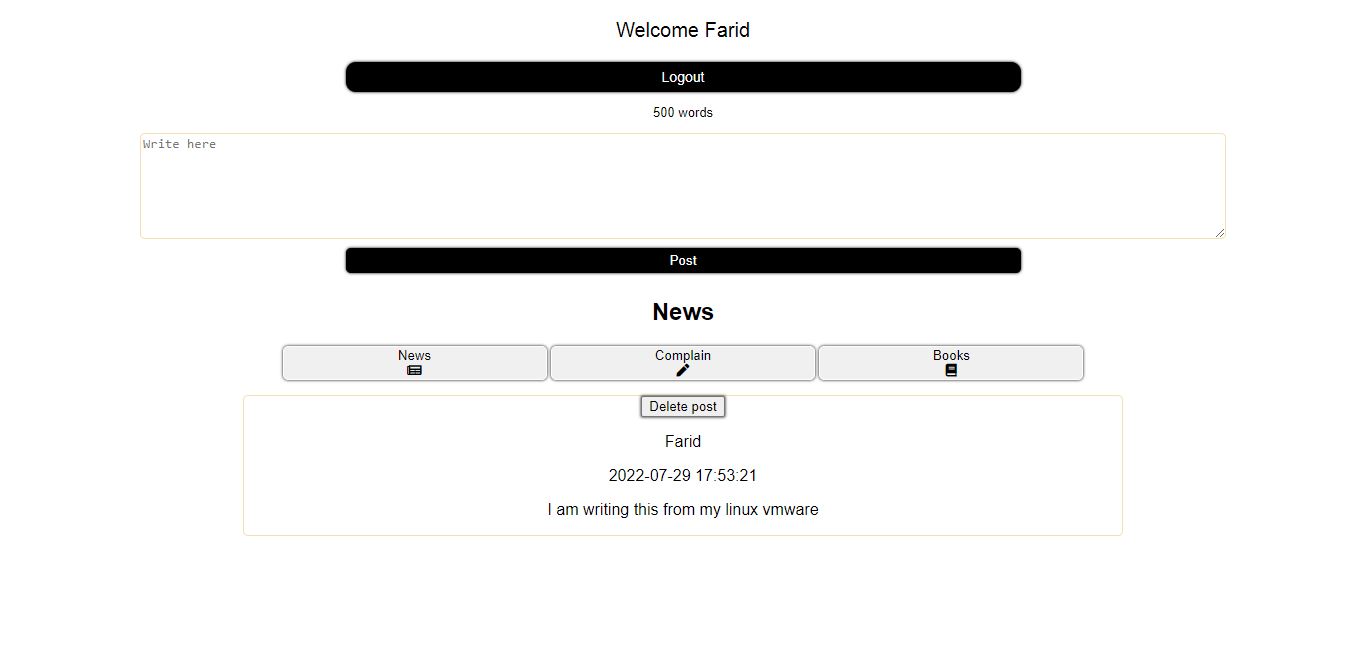 Welcome Farid
Logout
500 words
Write here
Post
News
News Complain Books
Delete post
Farid
2022-07-29 17:53:21
I am writing this from my linux vmware